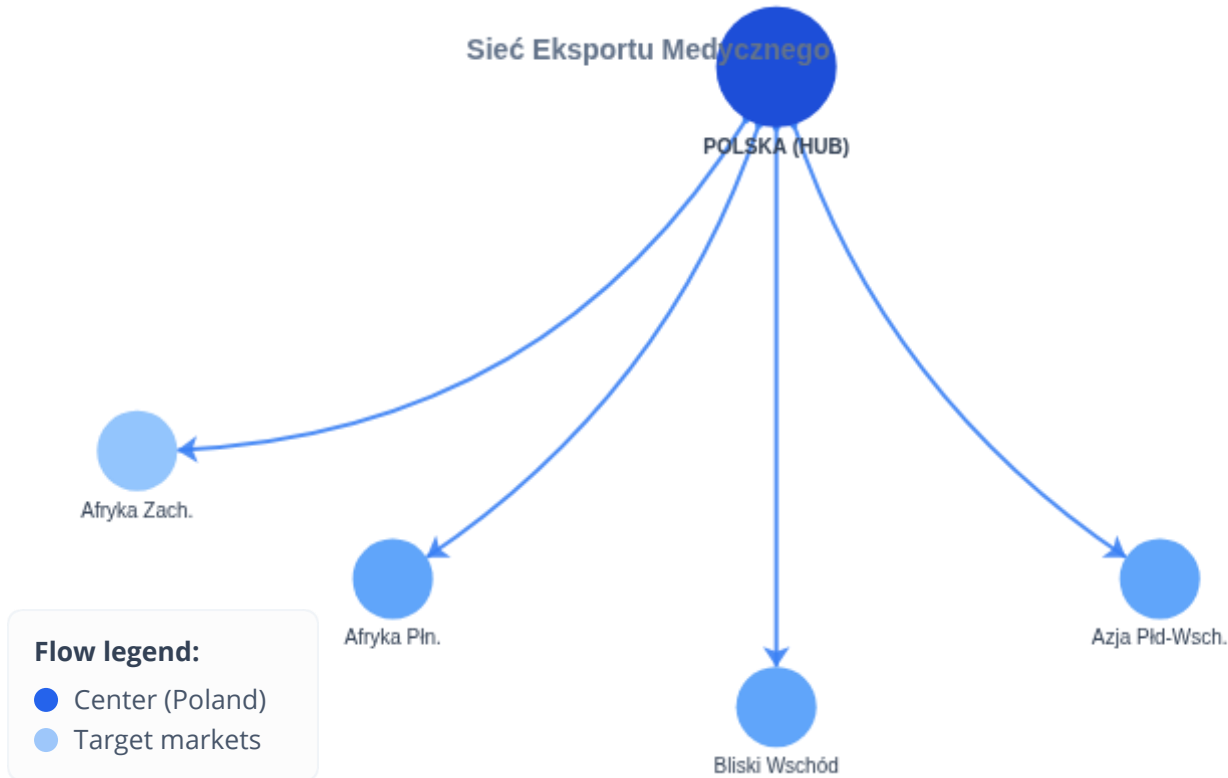 Sieć Eksportu Medycznego
POLSKA (HUB)
Afryka Zach.
Afryka Płn.
Azja Płd-Wsch.
Bliski Wschód
Flow legend:
Center (Poland)
Target markets